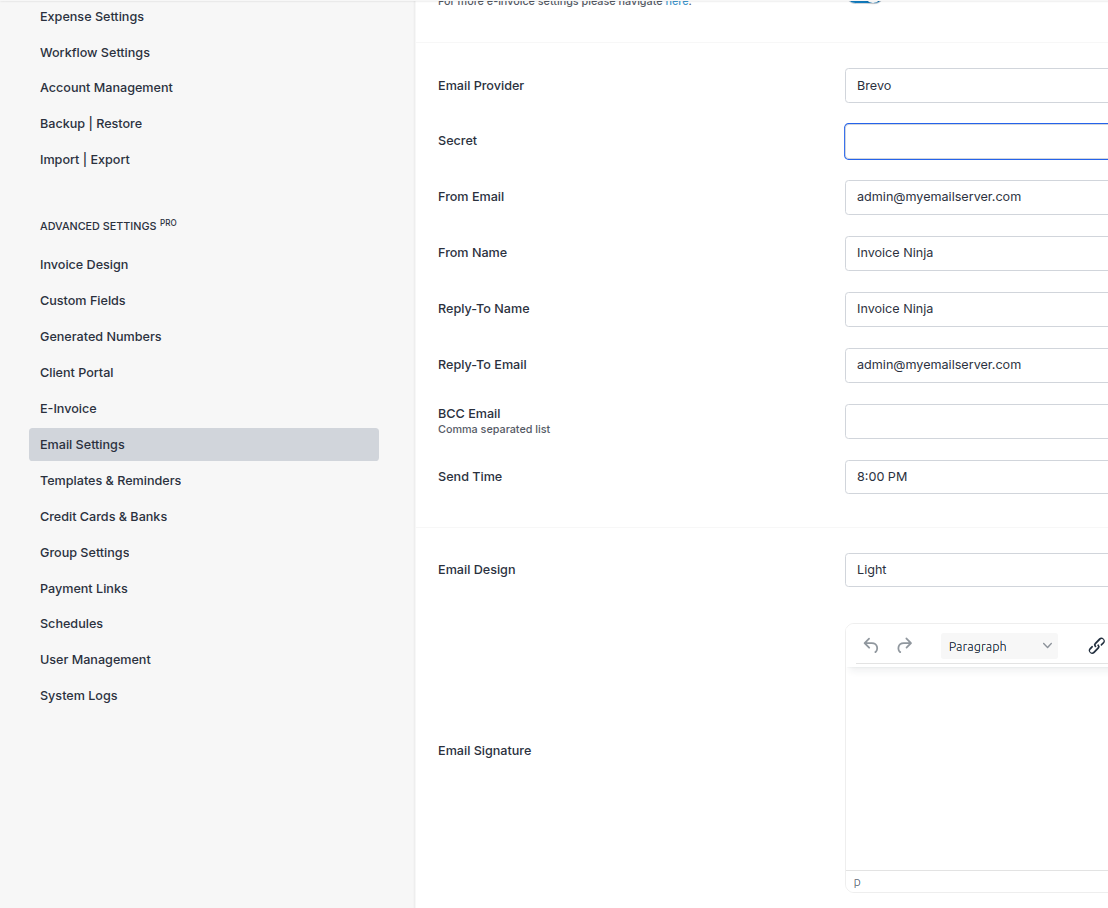 For more e-invoice settings please navigate here.
Expense Settings
Workflow Settings
Account Management
Backup | Restore
Import | Export
ADVANCED SETTINGS PRO
Invoice Design
Custom Fields
Generated Numbers
Client Portal
E-Invoice
Email Settings
Templates & Reminders
Credit Cards & Banks
Group Settings
Payment Links
Schedules
User Management
System Logs
Email Provider
Brevo
Secret
From Email
admin@myemailserver.com
From Name
Invoice Ninja
Reply-To Name
Invoice Ninja
Reply-To Email
admin@myemailserver.com
BCC Email
Comma separated list
Send Time
8:00 PM
Email Design
Light
Paragraph
Email Signature
p